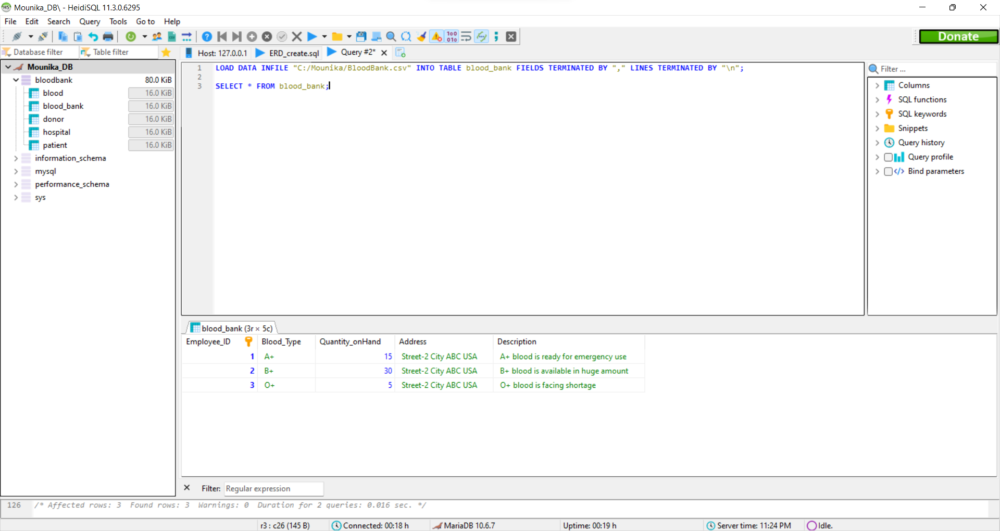 Mounika_DB\ - HeidiSQL 11.3.0.6295
File Edit Search Query Tools Go to Help
Donate
Database filter Table filter
Host: 127.0.0.1 ERD_create.sql Query #2*
Mounika_DB
bloodbank 80.0 KiB
blood 16.0 KiB
blood_bank 16.0 KiB
donor 16.0 KiB
hospital 16.0 KiB
patient 16.0 KiB
information_schema
mysql
performance_schema
sys
1 LOAD DATA INFILE "C:/Mounika/BloodBank.csv" INTO TABLE blood_bank FIELDS TERMINATED BY "," LINES TERMINATED BY "\n";
2
3 SELECT * FROM blood_bank;
Filter ...
Columns
SQL functions
SQL keywords
Snippets
Query history
Query profile
Bind parameters
blood_bank (3r × 5c)
Employee_ID Blood_Type Quantity_onHand Address Description
1 A+ 15 Street-2 City ABC USA A+ blood is ready for emergency use
2 B+ 30 Street-2 City ABC USA B+ blood is available in huge amount
3 O+ 5 Street-2 City ABC USA O+ blood is facing shortage
Filter: Regular expression
126 /* Affected rows: 3 Found rows: 3 Warnings: 0 Duration for 2 queries: 0.016 sec. */
r3 : c26 (145 B) Connected: 00:18 h MariaDB 10.6.7 Uptime: 00:19 h Server time: 11:24 PM Idle.